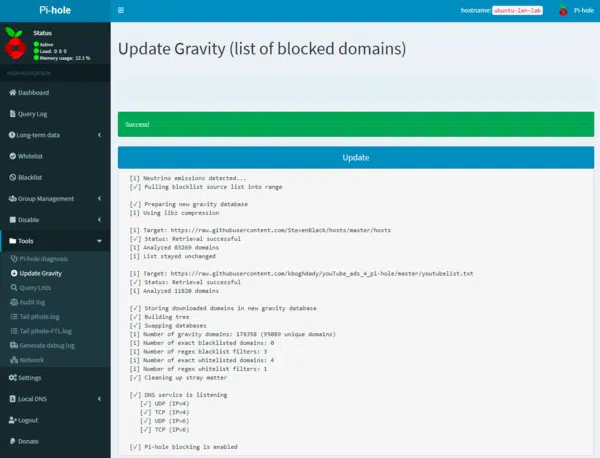 Pi-hole
hostname: ubuntu-lan-lab
Pi-hole
Status
Active
Load: 0 0 0
Memory usage: 12.1 %
MAIN NAVIGATION
Dashboard
Query Log
Long-term data
Whitelist
Blacklist
Group Management
Disable
Tools
Pi-hole diagnosis
Update Gravity
Query Lists
Audit log
Tail pihole.log
Tail pihole-FTL.log
Generate debug log
Network
Settings
Local DNS
Logout
Donate
Update Gravity (list of blocked domains)
Success!
Update
[i] Neutrino emissions detected...
[✓] Pulling blocklist source list into range
[✓] Preparing new gravity database
[i] Using libz compression
[i] Target: https://raw.githubusercontent.com/StevenBlack/hosts/master/hosts
[✓] Status: Retrieval successful
[i] Analyzed 83269 domains
[i] List stayed unchanged
[i] Target: https://raw.githubusercontent.com/kboghdady/youTube_ads_4_pi-hole/master/youtubelist.txt
[✓] Status: Retrieval successful
[i] Analyzed 11820 domains
[✓] Storing downloaded domains in new gravity database
[✓] Building tree
[✓] Swapping databases
[i] Number of gravity domains: 178358 (95089 unique domains)
[i] Number of exact blacklisted domains: 0
[i] Number of regex blacklist filters: 3
[i] Number of exact whitelisted domains: 4
[i] Number of regex whitelist filters: 1
[✓] Cleaning up stray matter
[✓] DNS service is listening
[✓] UDP (IPv4)
[✓] TCP (IPv4)
[✓] UDP (IPv6)
[✓] TCP (IPv6)
[✓] Pi-hole blocking is enabled